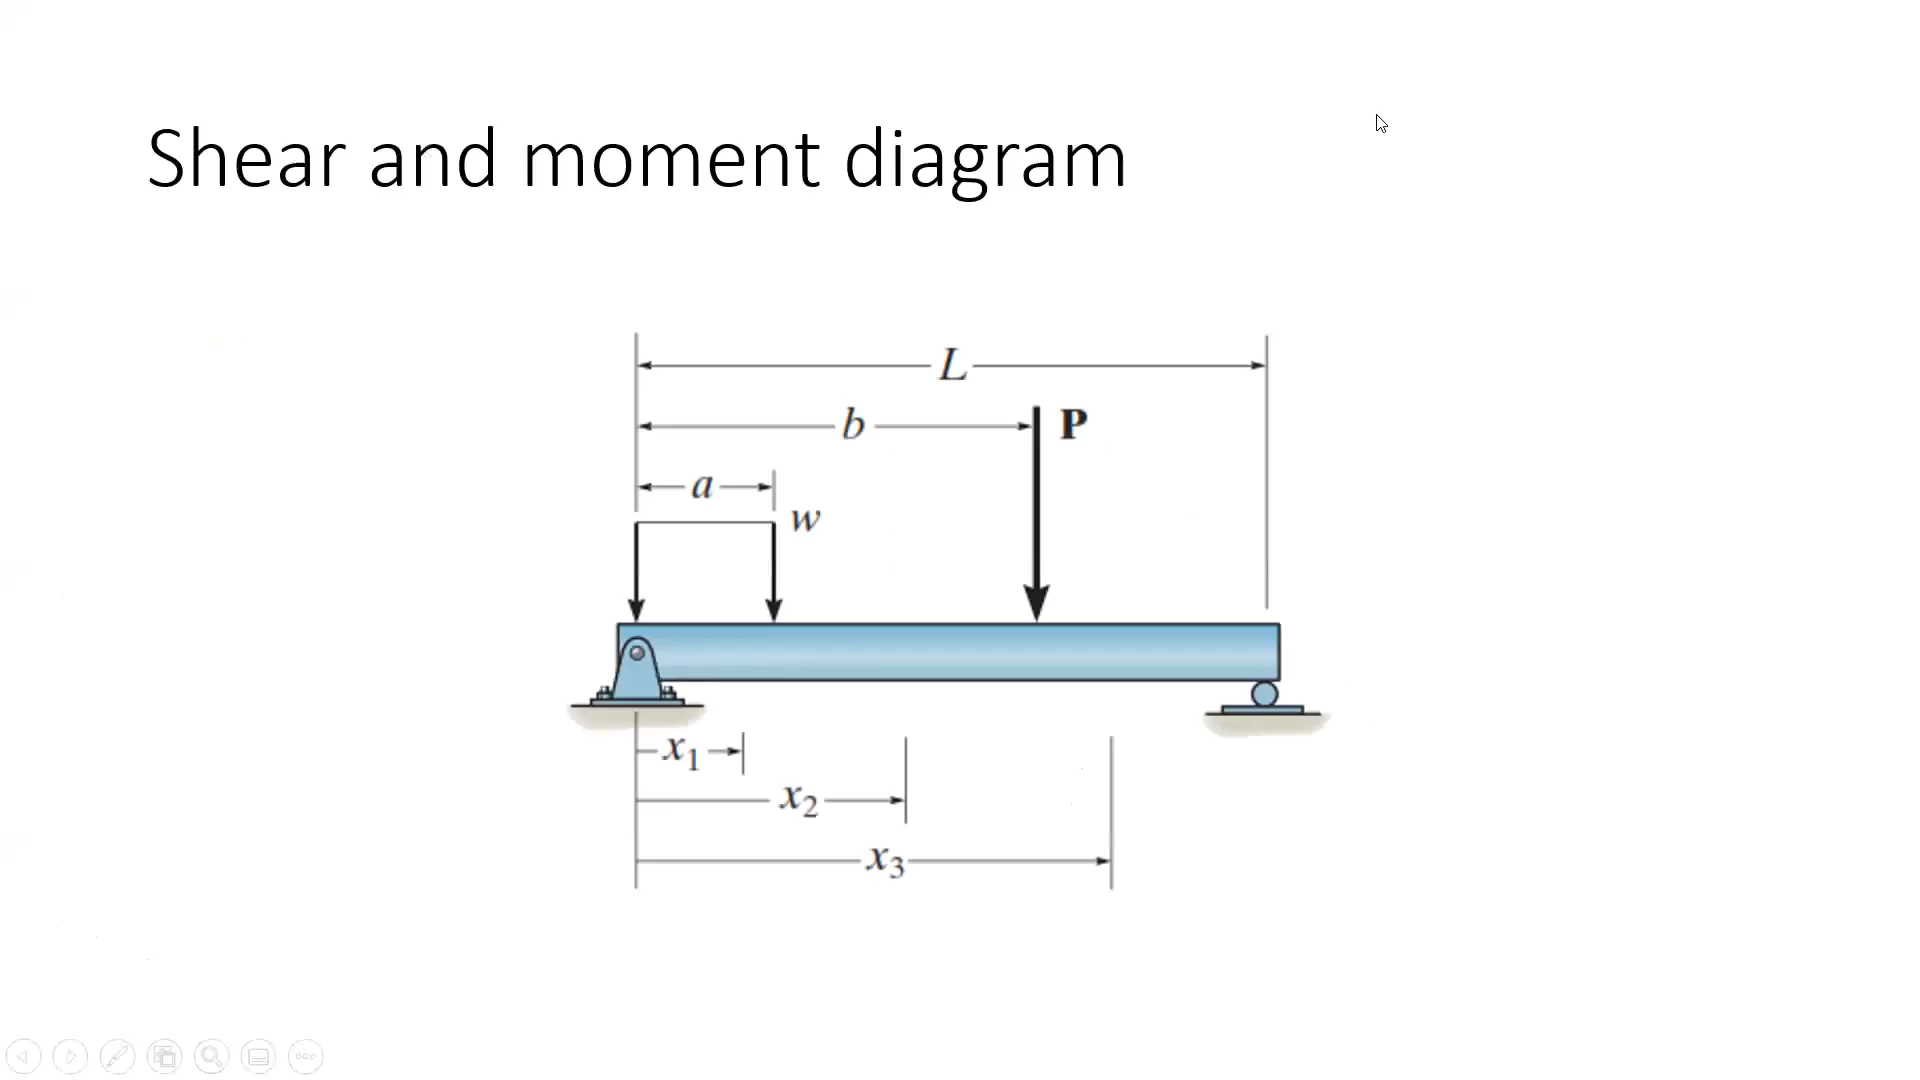 Shear and moment diagram
L
b
P
a
w
x₁
x₂
x₃